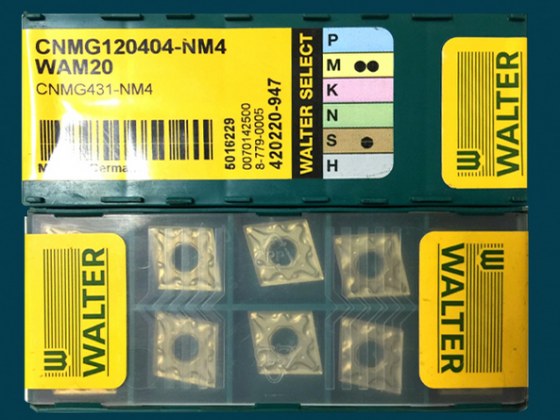 CNMG120404-NM4
WAM20
CNMG431-NM4
5016229
0070142500
8-779-0005
420220-947
WALTER SELECT
P
M
K
N
S
H
WALTER
WALTER
WALTER